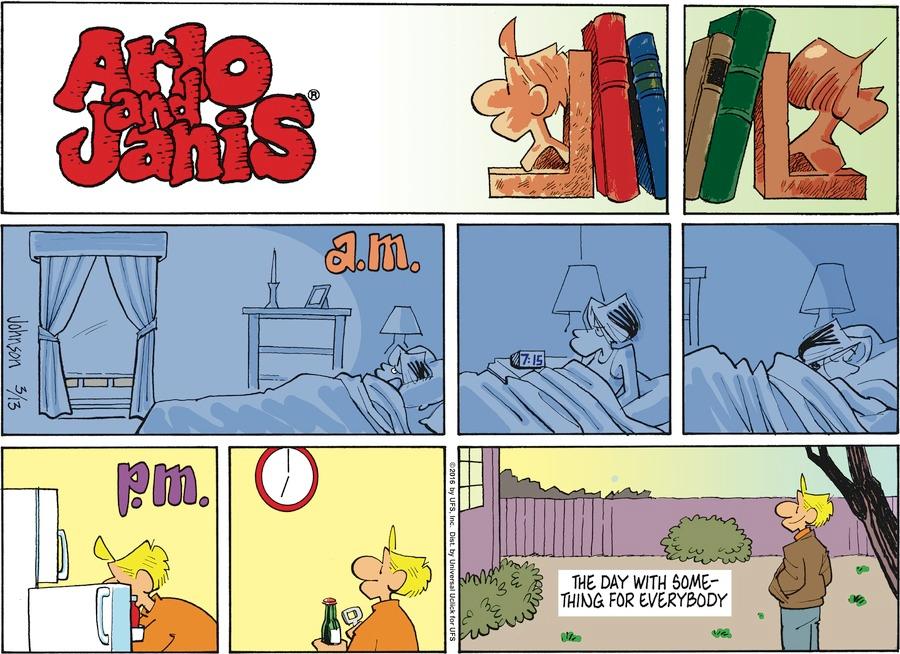 Arlo
and
Janis®
a.m.
Johnson 3/13
7:15
p.m.
©2016 by UFS, Inc. Dist. by Universal Uclick for UFS
THE DAY WITH SOME-
THING FOR EVERYBODY